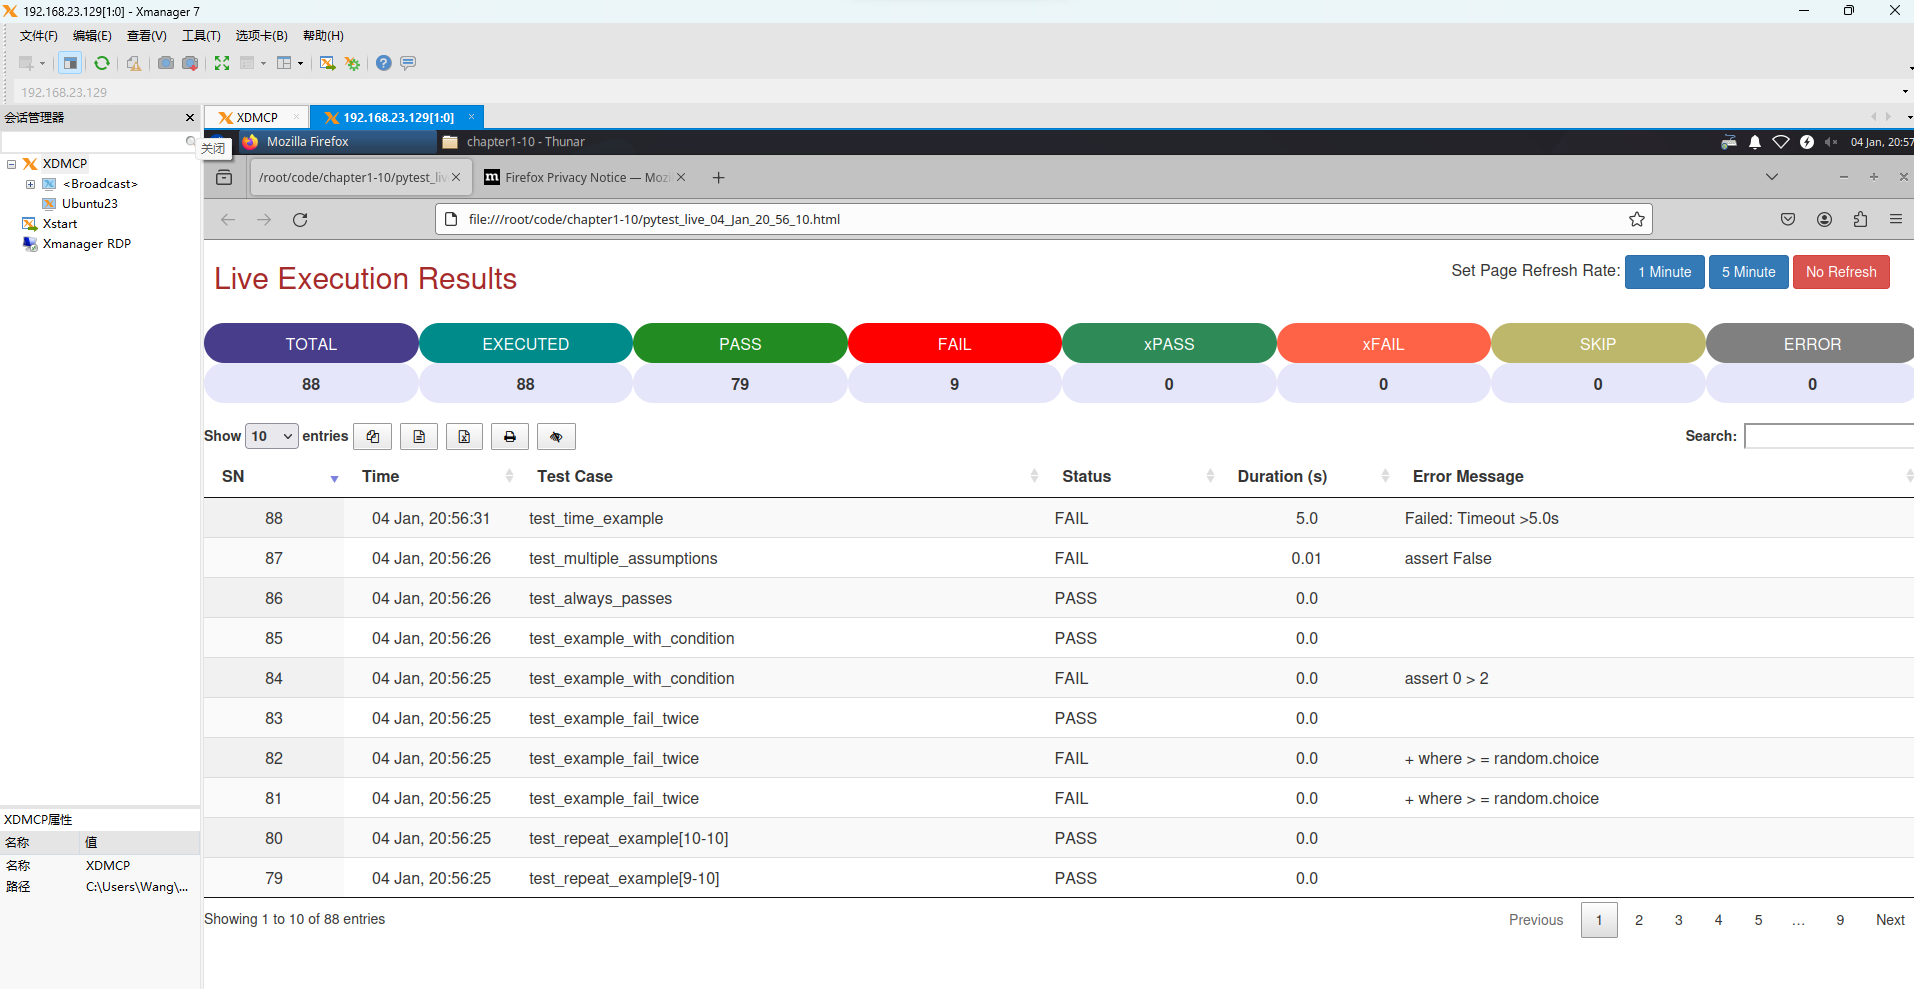 192.168.23.129[1:0] - Xmanager 7
文件(F) 编辑(E) 查看(V) 工具(T) 选项卡(B) 帮助(H)
192.168.23.129
会话管理器
XDMCP 192.168.23.129[1:0]
关闭
Mozilla Firefox chapter1-10 - Thunar 04 Jan, 20:57
XDMCP
<Broadcast>
Ubuntu23
Xstart
Xmanager RDP
/root/code/chapter1-10/pytest_liv Firefox Privacy Notice — Mozi
file:///root/code/chapter1-10/pytest_live_04_Jan_20_56_10.html
Live Execution Results
Set Page Refresh Rate: 1 Minute 5 Minute No Refresh
TOTAL EXECUTED PASS FAIL xPASS xFAIL SKIP ERROR
88 88 79 9 0 0 0 0
Show 10 entries Search:
SN Time Test Case Status Duration (s) Error Message
88 04 Jan, 20:56:31 test_time_example FAIL 5.0 Failed: Timeout >5.0s
87 04 Jan, 20:56:26 test_multiple_assumptions FAIL 0.01 assert False
86 04 Jan, 20:56:26 test_always_passes PASS 0.0
85 04 Jan, 20:56:26 test_example_with_condition PASS 0.0
84 04 Jan, 20:56:25 test_example_with_condition FAIL 0.0 assert 0 > 2
83 04 Jan, 20:56:25 test_example_fail_twice PASS 0.0
82 04 Jan, 20:56:25 test_example_fail_twice FAIL 0.0 + where > = random.choice
81 04 Jan, 20:56:25 test_example_fail_twice FAIL 0.0 + where > = random.choice
80 04 Jan, 20:56:25 test_repeat_example[10-10] PASS 0.0
79 04 Jan, 20:56:25 test_repeat_example[9-10] PASS 0.0
Showing 1 to 10 of 88 entries
Previous 1 2 3 4 5 … 9 Next
XDMCP属性
名称 值
名称 XDMCP
路径 C:\Users\Wang\...